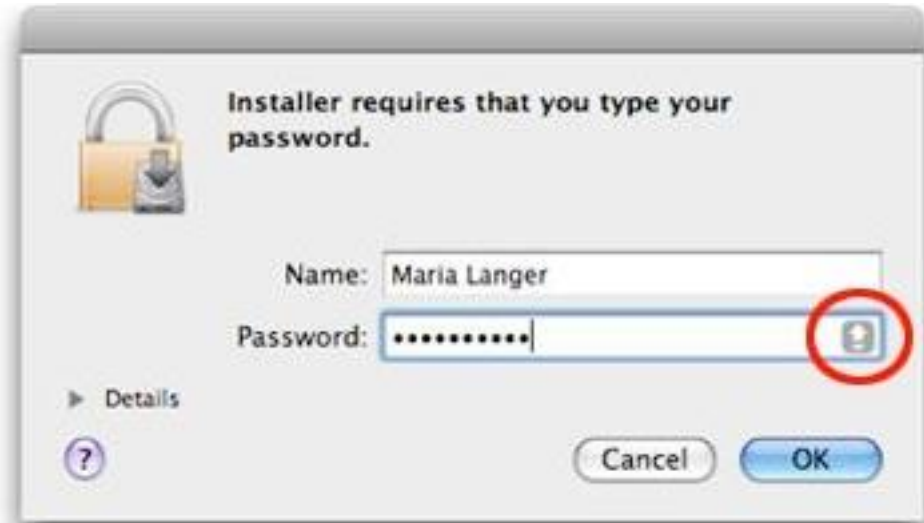 Installer requires that you type your
password.
Name: Maria Langer
Password: ••••••••••
Details
?
Cancel OK